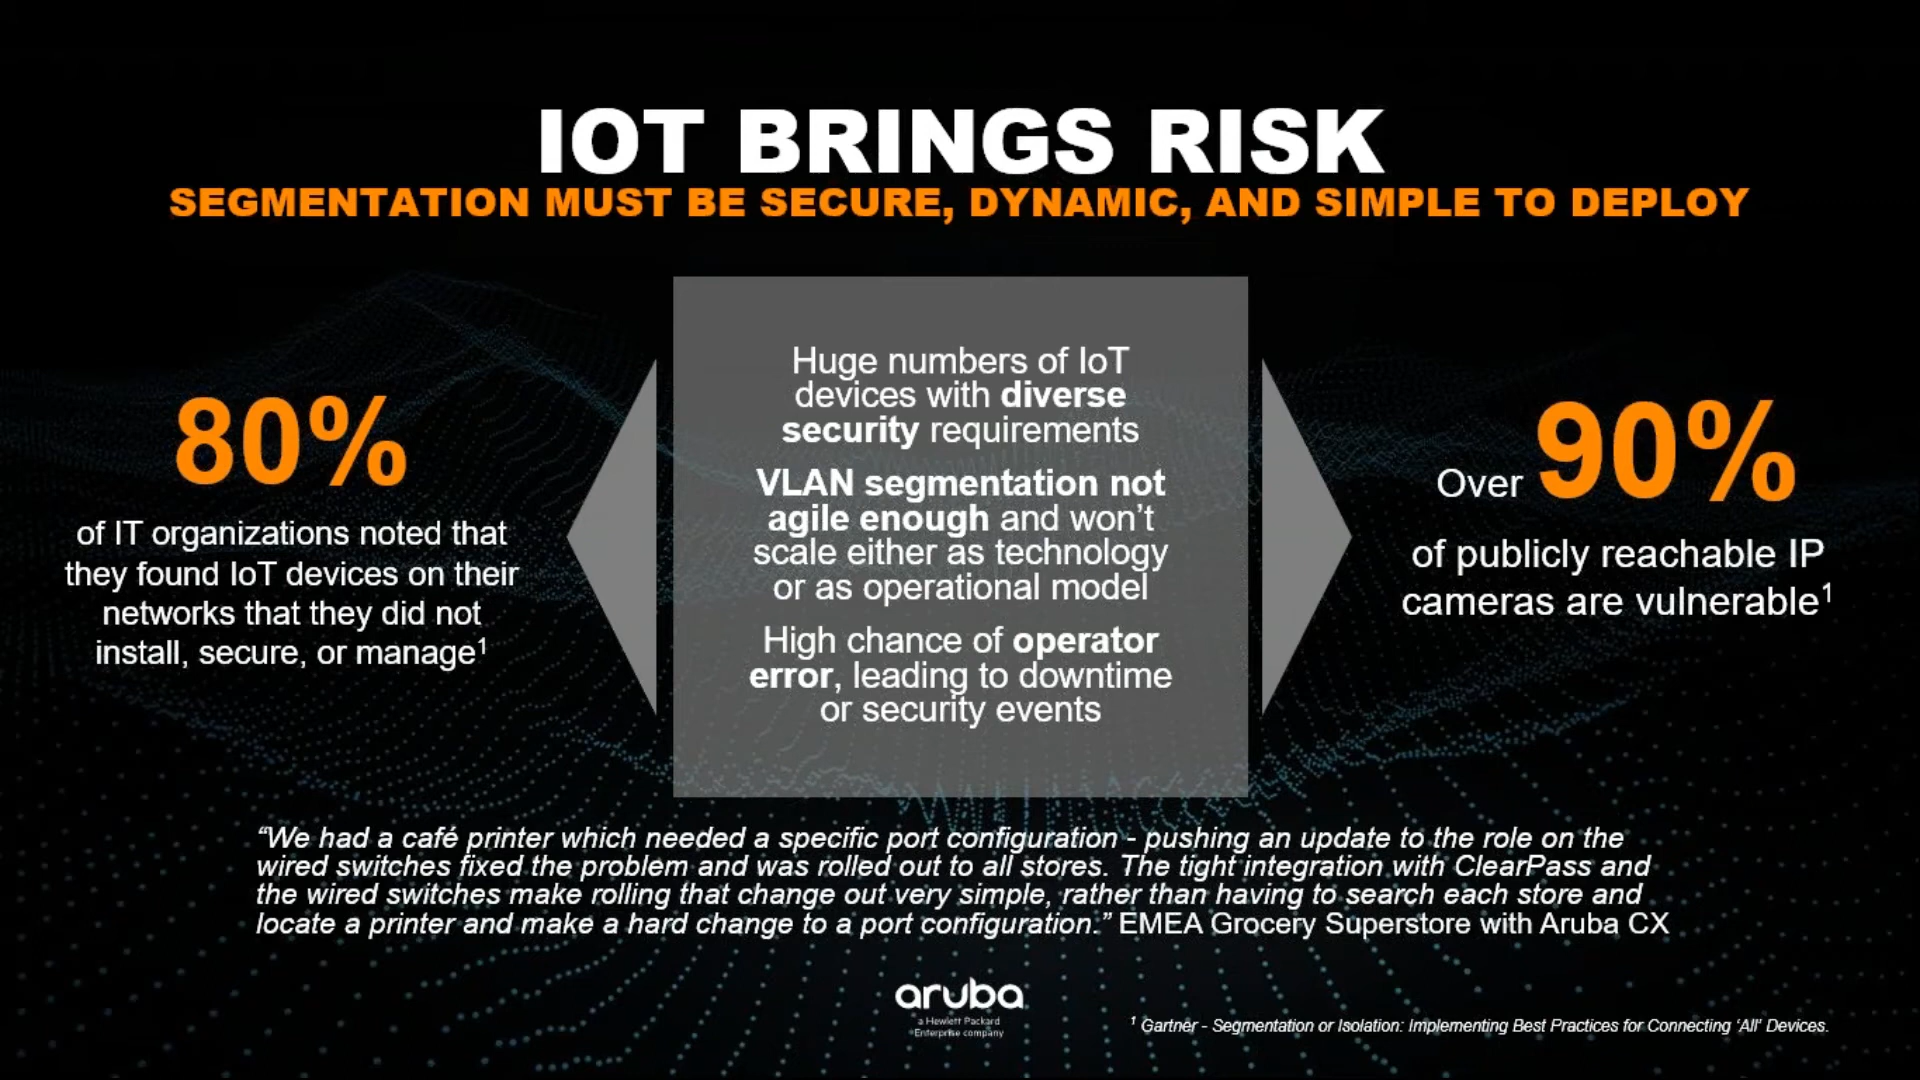 IOT BRINGS RISK
SEGMENTATION MUST BE SECURE, DYNAMIC, AND SIMPLE TO DEPLOY
80%
of IT organizations noted that
they found IoT devices on their
networks that they did not
install, secure, or manage¹
Huge numbers of IoT
devices with diverse
security requirements
VLAN segmentation not
agile enough and won't
scale either as technology
or as operational model
High chance of operator
error, leading to downtime
or security events
Over 90%
of publicly reachable IP
cameras are vulnerable¹
“We had a café printer which needed a specific port configuration - pushing an update to the role on the
wired switches fixed the problem and was rolled out to all stores. The tight integration with ClearPass and
the wired switches make rolling that change out very simple, rather than having to search each store and
locate a printer and make a hard change to a port configuration.” EMEA Grocery Superstore with Aruba CX
aruba
a Hewlett Packard
Enterprise company
¹ Gartner - Segmentation or Isolation: Implementing Best Practices for Connecting ‘All’ Devices.